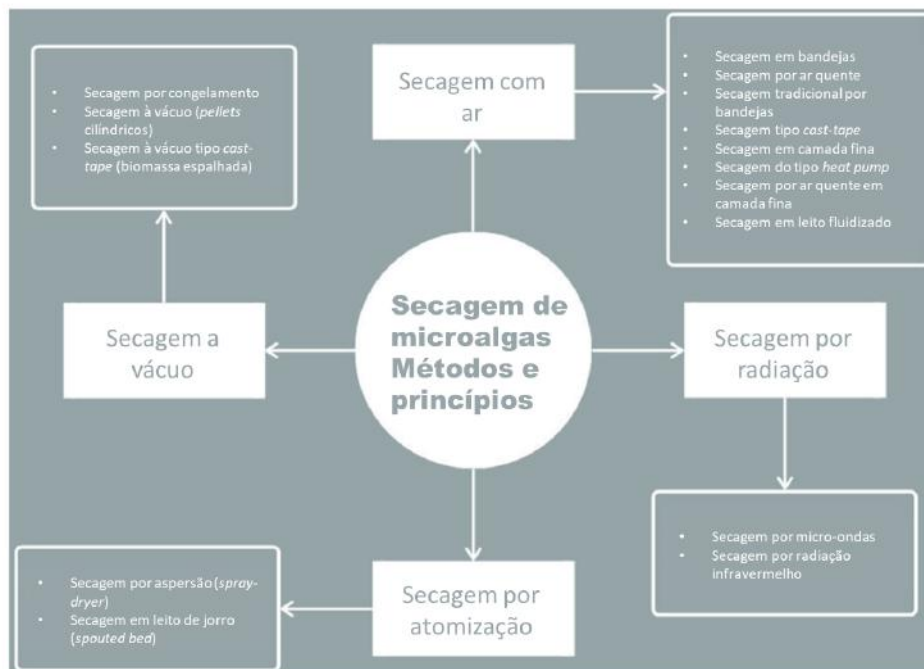 Secagem com
ar
• Secagem em bandejas
• Secagem por ar quente
• Secagem tradicional por
bandejas
• Secagem tipo cast-tape
• Secagem em camada fina
• Secagem do tipo heat pump
• Secagem por ar quente em
camada fina
• Secagem em leito fluidizado
• Secagem por congelamento
• Secagem à vácuo (pellets
cilíndricos)
• Secagem à vácuo tipo cast-
tape (biomassa espalhada)
Secagem a
vácuo
Secagem de
microalgas
Métodos e
princípios
Secagem por
radiação
• Secagem por micro-ondas
• Secagem por radiação
infravermelho
Secagem por
atomização
• Secagem por aspersão (spray-
dryer)
• Secagem em leito de jorro
(spouted bed)